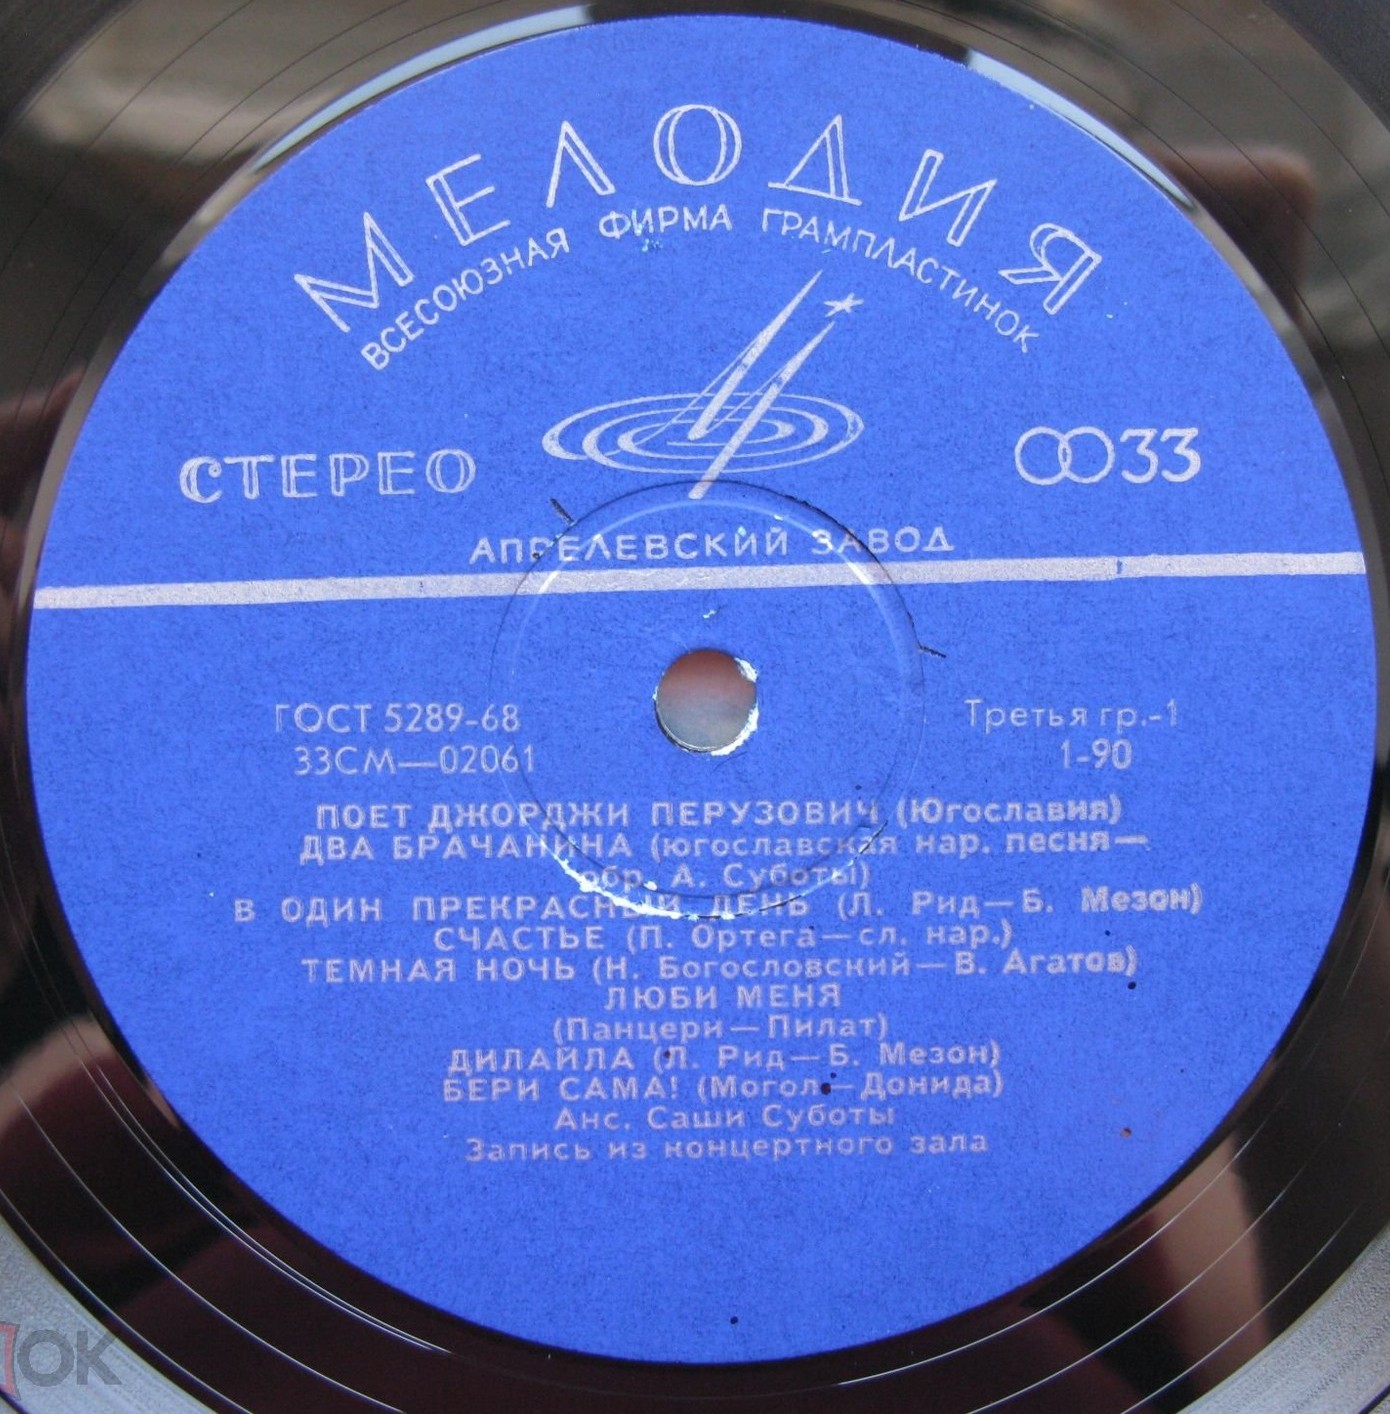 МЕЛОДИЯ
ВСЕСОЮЗНАЯ ФИРМА ГРАМПЛАСТИНОК
СТЕРЕО
33
АПРЕЛЕВСКИЙ ЗАВОД
ГОСТ 5289-68
Третья гр.-1
33СМ—02061
1-90
ПОЕТ ДЖОРДЖИ ПЕРУЗОВИЧ (Югославия)
ДВА БРАЧАНИНА (югославская нар. песня—
обр. А. Суботы)
В ОДИН ПРЕКРАСНЫЙ ДЕНЬ (Л. Рид—Б. Мезон)
СЧАСТЬЕ (П. Ортега—сл. нар.)
ТЕМНАЯ НОЧЬ (Н. Богословский—В. Агатов)
ЛЮБИ МЕНЯ
(Панцери—Пилат)
ДИЛАЙЛА (Л. Рид—Б. Мезон)
БЕРИ САМА! (Могол—Донида)
Анс. Саши Суботы
Запись из концертного зала
ОК